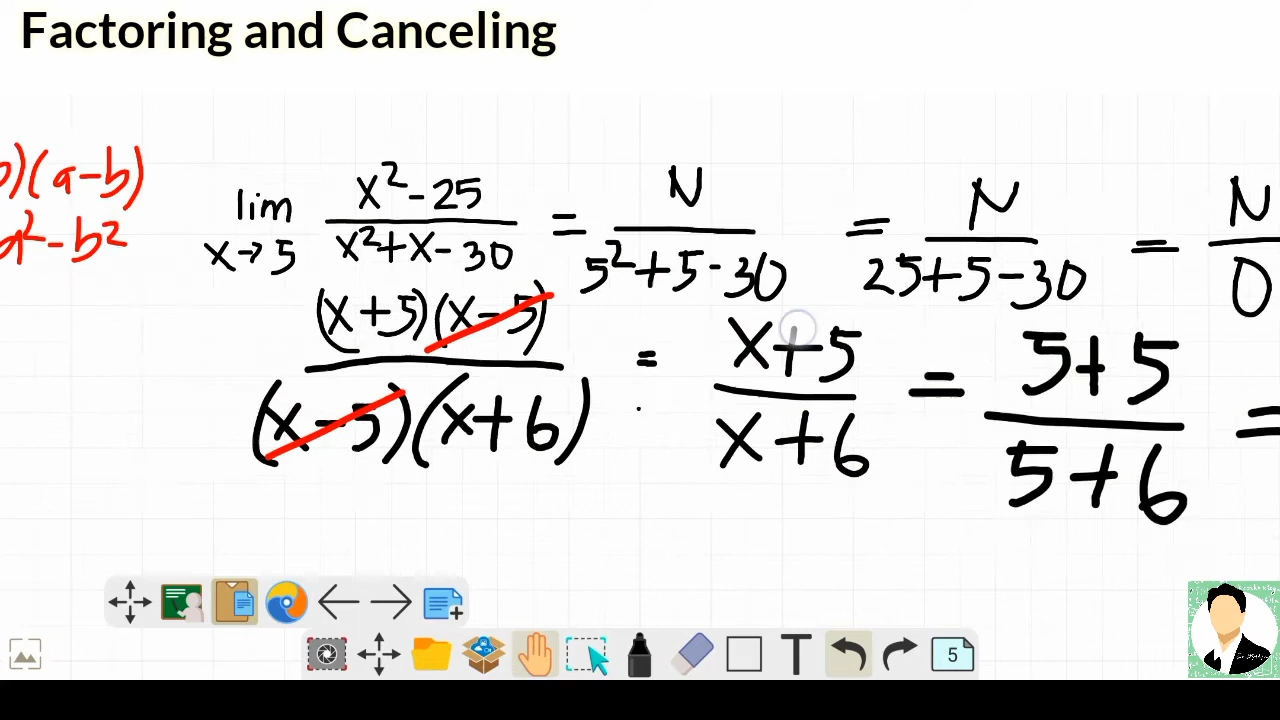 Factoring and Canceling
)(a-b)
a²-b²
lim x→5 x²-25 / x²+x-30 = N / 5²+5-30 = N / 25+5-30 = N / 0
(x+5)(x-5) / (x-5)(x+6) = x+5 / x+6 = 5+5 / 5+6 =
T
5